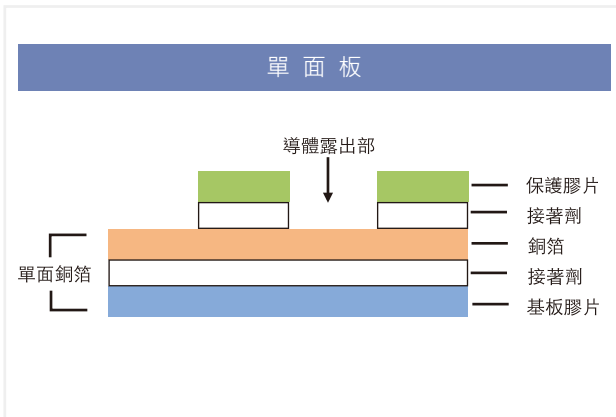 單面板
導體露出部
保護膠片
接著劑
銅箔
單面銅箔
接著劑
基板膠片